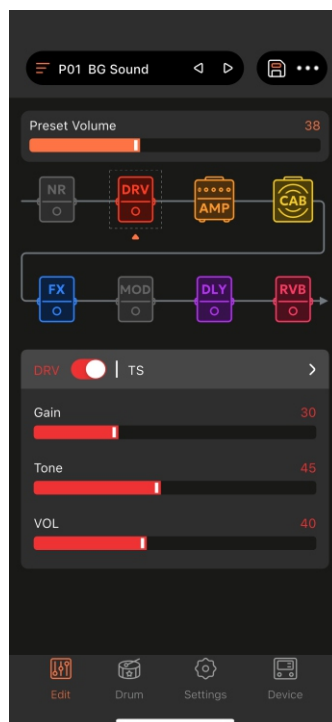 P01 BG Sound
Preset Volume 38
NR DRV AMP CAB
FX MOD DLY RVB
DRV | TS
Gain 30
Tone 45
VOL 40
Edit Drum Settings Device